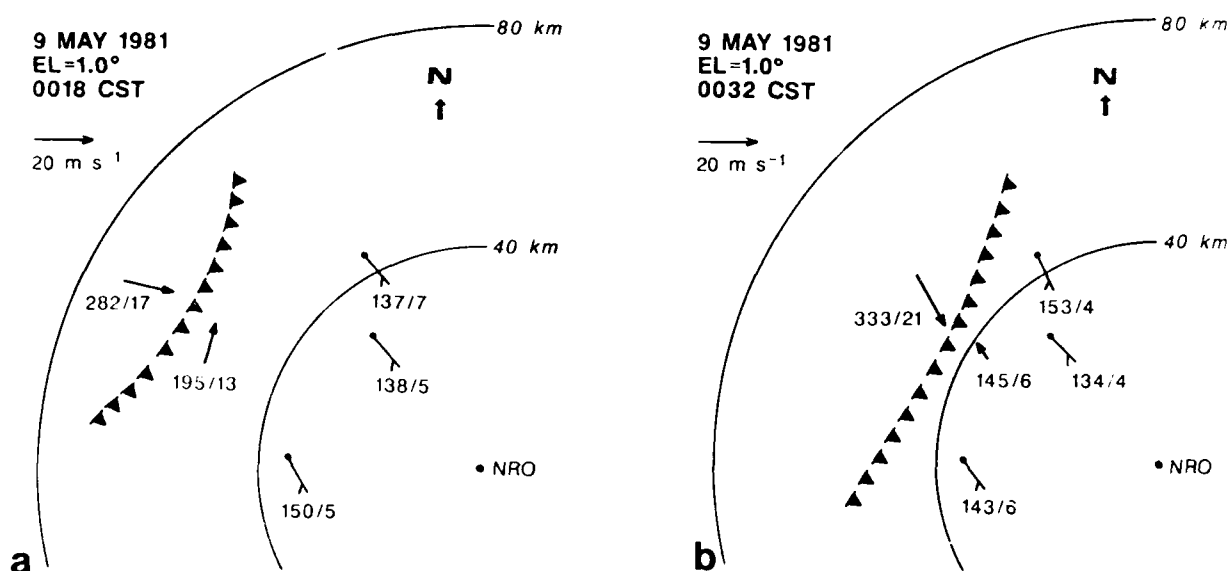 9 MAY 1981
EL=1.0°
0018 CST
20 m s⁻¹
80 km
N
40 km
282/17
195/13
137/7
138/5
150/5
NRO
a
9 MAY 1981
EL=1.0°
0032 CST
20 m s⁻¹
80 km
N
40 km
333/21
153/4
145/6
134/4
143/6
NRO
b